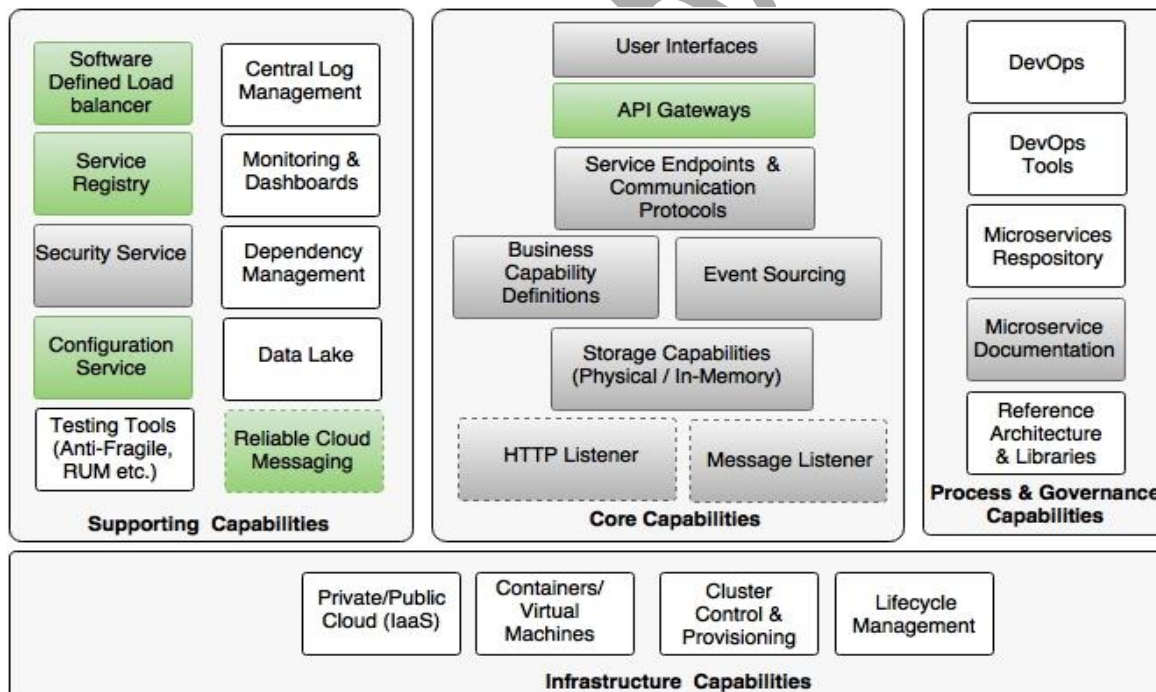 Software
Defined Load
balancer
Central Log
Management
Service
Registry
Monitoring &
Dashboards
Security Service
Dependency
Management
Configuration
Service
Data Lake
Testing Tools
(Anti-Fragile,
RUM etc.)
Reliable Cloud
Messaging
Supporting Capabilities
User Interfaces
API Gateways
Service Endpoints &
Communication
Protocols
Business
Capability
Definitions
Event Sourcing
Storage Capabilities
(Physical / In-Memory)
HTTP Listener
Message Listener
Core Capabilities
DevOps
DevOps
Tools
Microservices
Respository
Microservice
Documentation
Reference
Architecture
& Libraries
Process & Governance
Capabilities
Private/Public
Cloud (IaaS)
Containers/
Virtual
Machines
Cluster
Control &
Provisioning
Lifecycle
Management
Infrastructure Capabilities